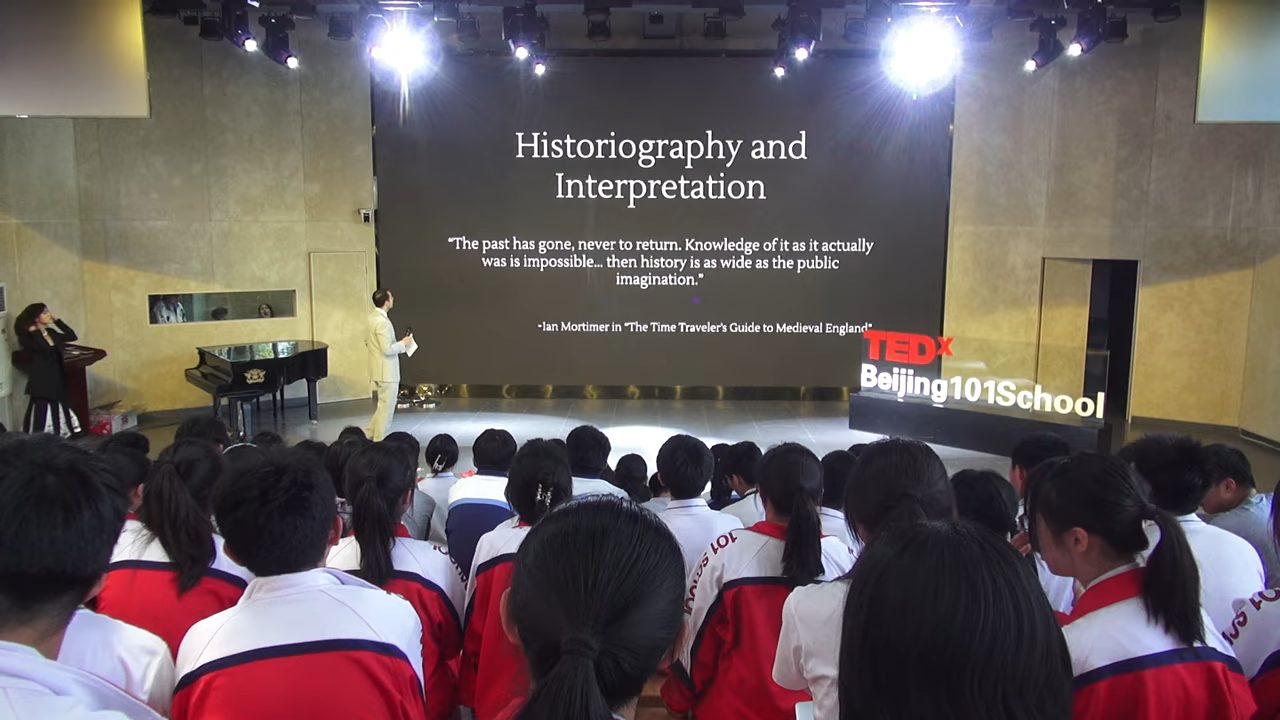 Historiography and
Interpretation
“The past has gone, never to return. Knowledge of it as it actually
was is impossible... then history is as wide as the public
imagination.”
-Ian Mortimer in “The Time Traveler's Guide to Medieval England”
TEDx
Beijing101School